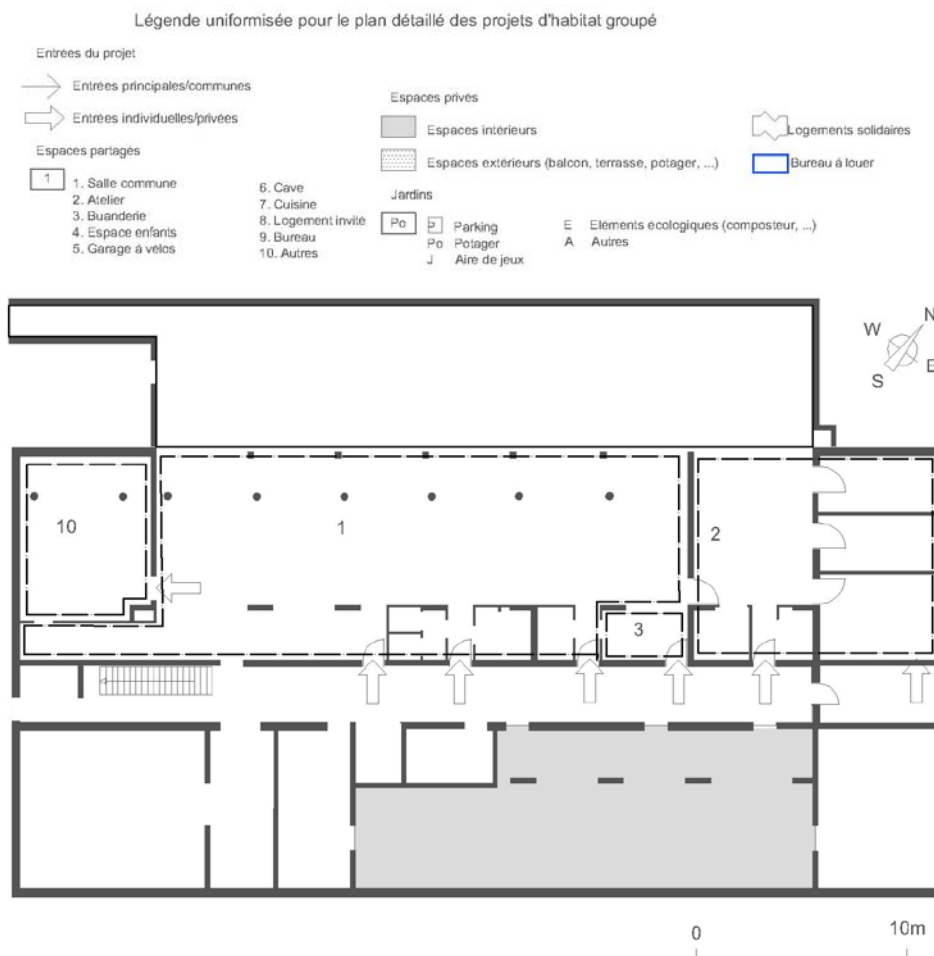 Légende uniformisée pour le plan détaillé des projets d'habitat groupé
Entrées du projet
Entrées principales/communes
Entrées individuelles/privées
Espaces partagés
1
1. Salle commune
2. Atelier
3. Buanderie
4. Espace enfants
5. Garage à vélos
6. Cave
7. Cuisine
8. Logement invité
9. Bureau
10. Autres
Espaces privés
Espaces intérieurs
Espaces extérieurs (balcon, terrasse, potager, ...)
Jardins
Po
P Parking
Po Potager
J Aire de jeux
E Eléments écologiques (composteur, ...)
A Autres
Logements solidaires
Bureau à louer
N
W
E
S
10
1
2
3
0 10m